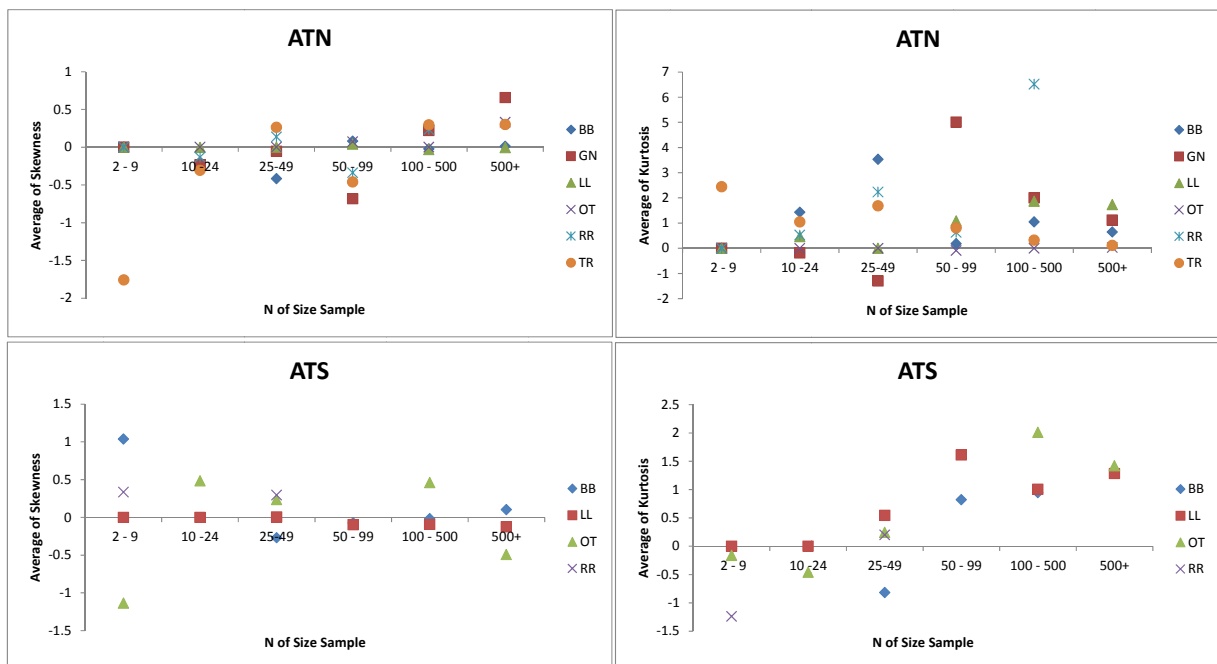 ATN
1
0.5
0
-0.5
-1
-1.5
-2
Average of Skewness
2 - 9
10 -24
25-49
50 - 99
100 - 500
500+
N of Size Sample
BB
GN
LL
OT
RR
TR
ATN
7
6
5
4
3
2
1
0
-1
-2
Average of Kurtosis
2 - 9
10 -24
25-49
50 - 99
100 - 500
500+
N of Size Sample
BB
GN
LL
OT
RR
TR
ATS
1.5
1
0.5
0
-0.5
-1
-1.5
Average of Skewness
2 - 9
10 -24
25-49
50 - 99
100 - 500
500+
N of Size Sample
BB
LL
OT
RR
ATS
2.5
2
1.5
1
0.5
0
-0.5
-1
-1.5
Average of Kurtosis
2 - 9
10 -24
25-49
50 - 99
100 - 500
500+
N of Size Sample
BB
LL
OT
RR